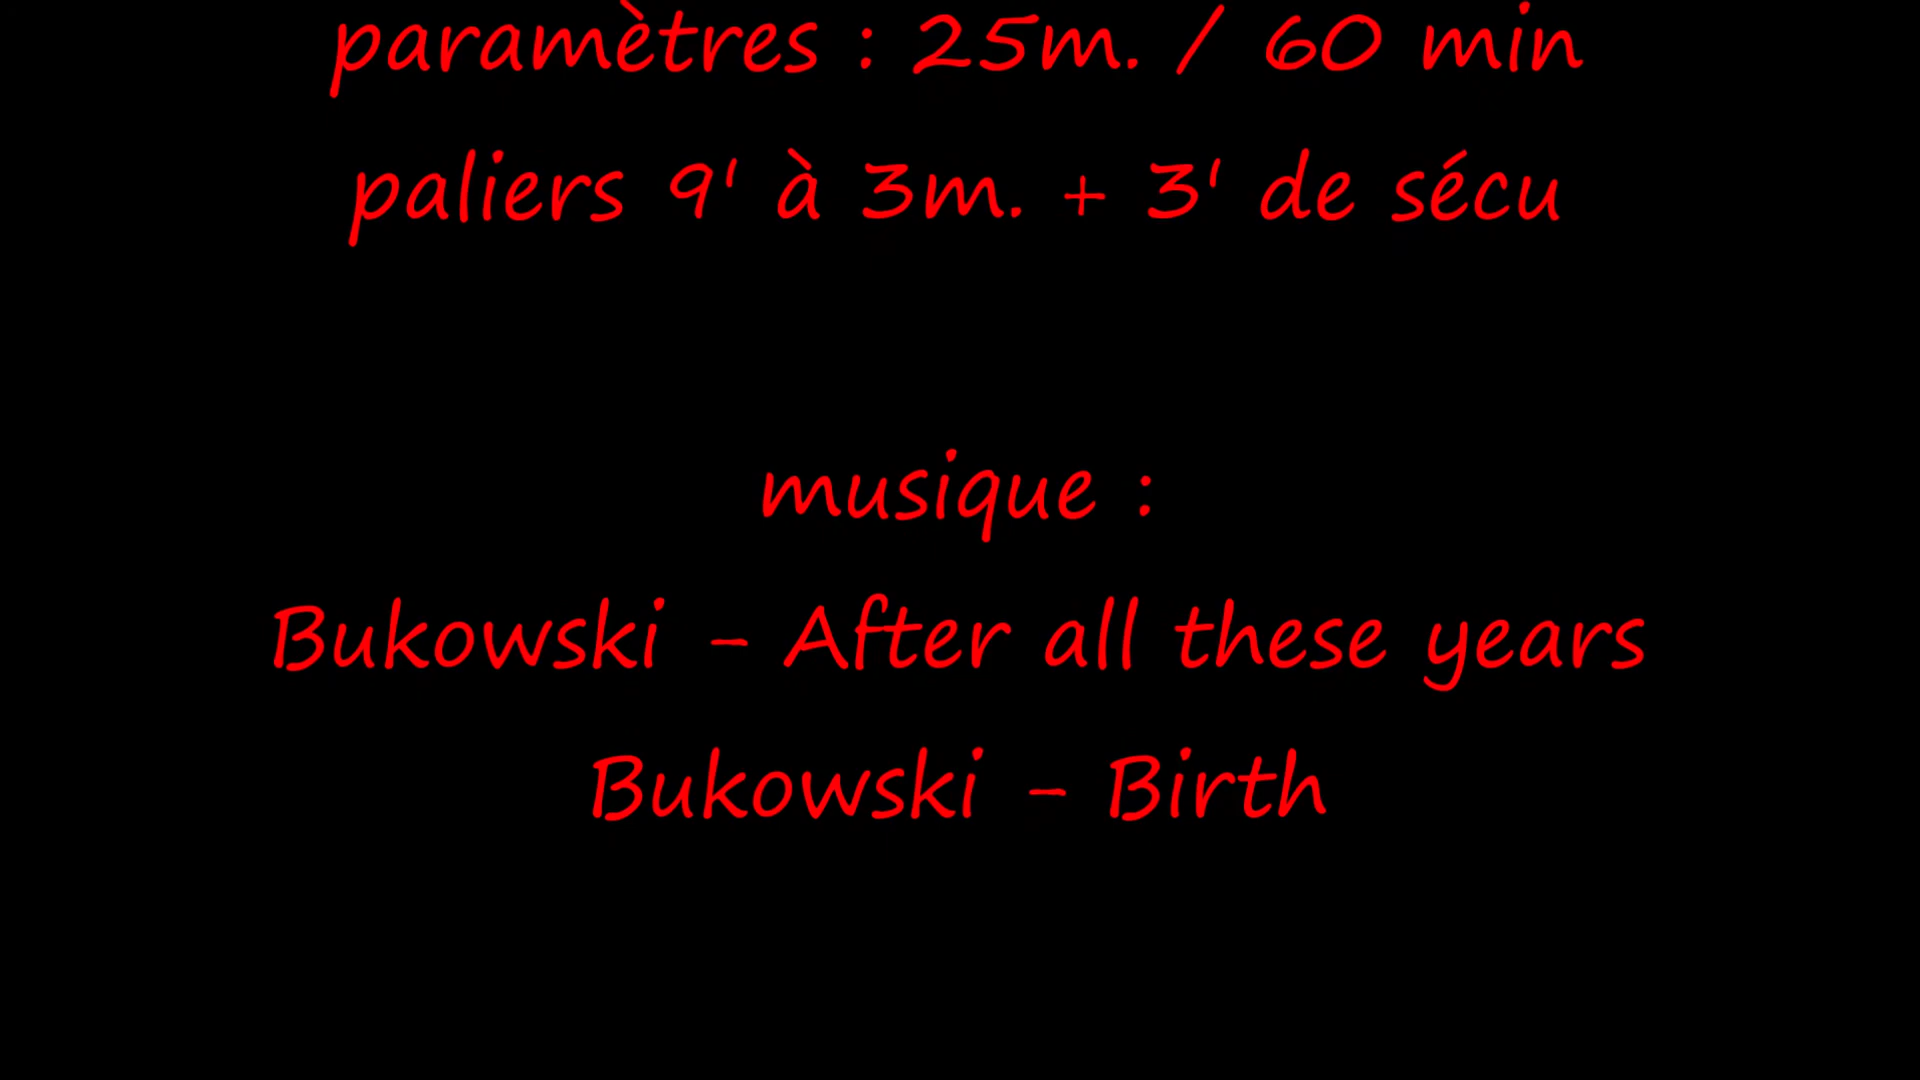 paramètres : 25m. / 60 min
paliers 9' à 3m. + 3' de sécu
musique :
Bukowski - After all these years
Bukowski - Birth